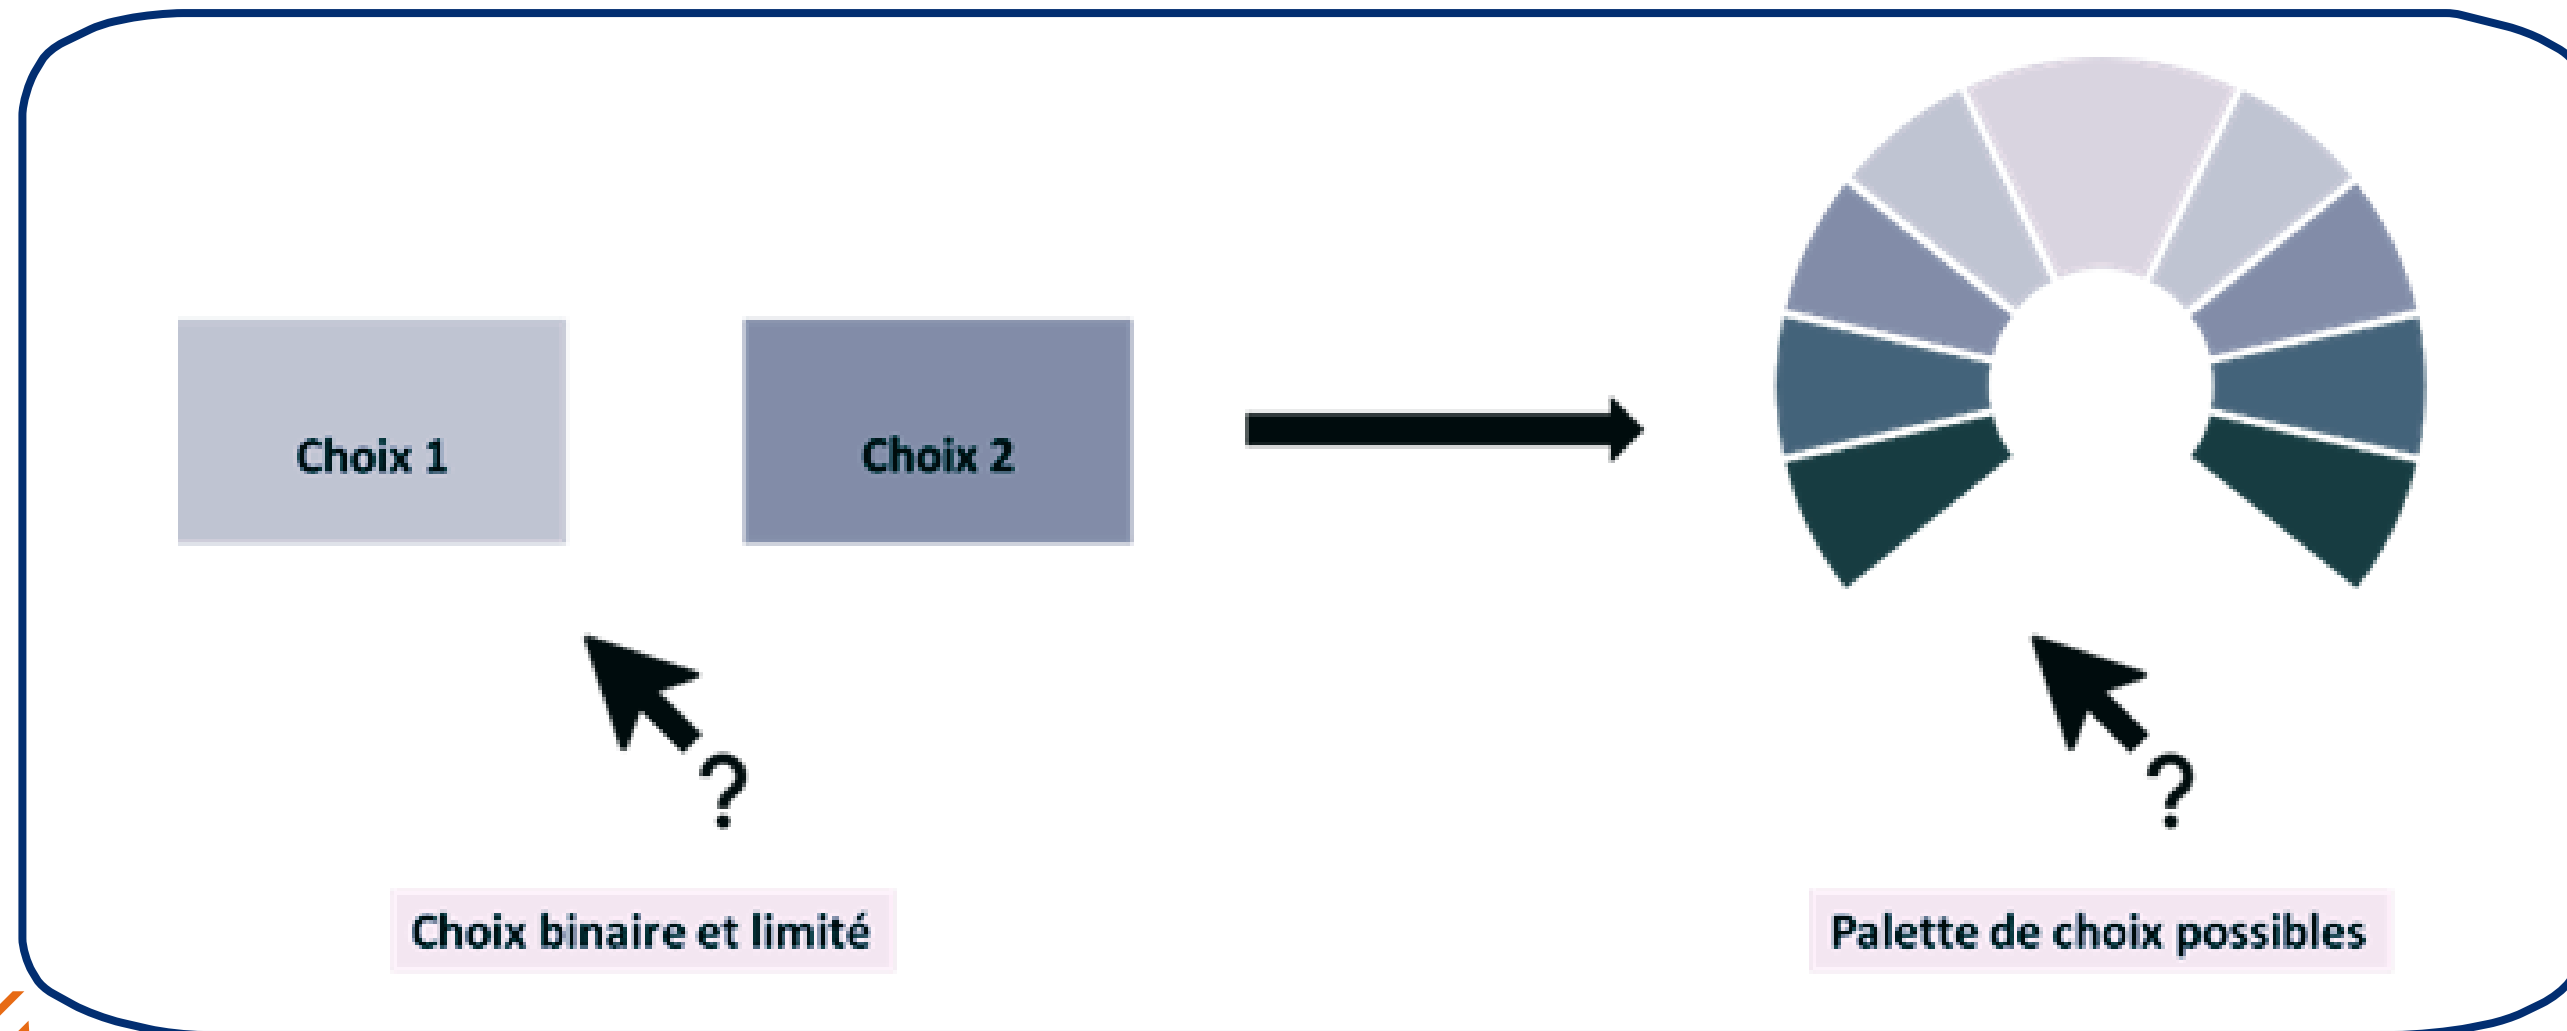 Choix 1
Choix 2
?
?
Choix binaire et limité
Palette de choix possibles